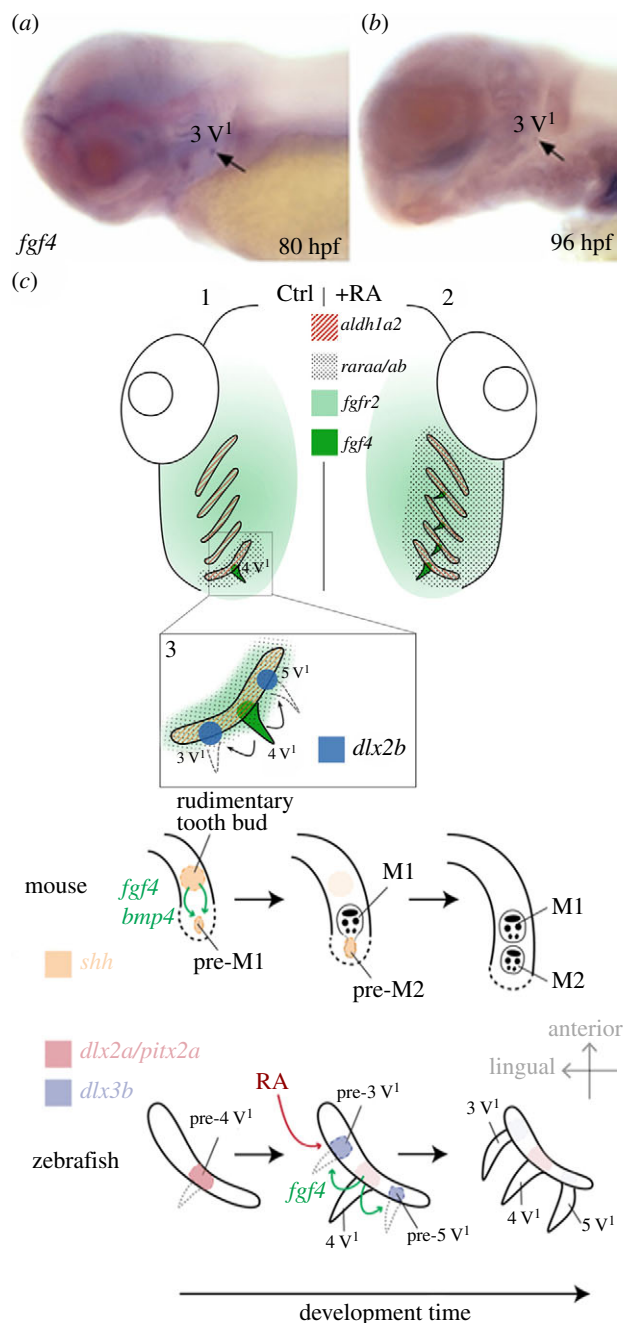 (a)
(b)
3 V¹
3 V¹
fgf4
80 hpf
96 hpf
(c)
1
Ctrl | +RA
2
aldh1a2
raraa/ab
fgfr2
fgf4
4 V¹
3
5 V¹
3 V¹
4 V¹
dlx2b
rudimentary
tooth bud
mouse
fgf4
bmp4
pre-M1
M1
pre-M2
M1
M2
shh
dlx2a/pitx2a
dlx3b
anterior
lingual
zebrafish
pre-4 V¹
RA
pre-3 V¹
fgf4
4 V¹
pre-5 V¹
3 V¹
4 V¹
5 V¹
development time